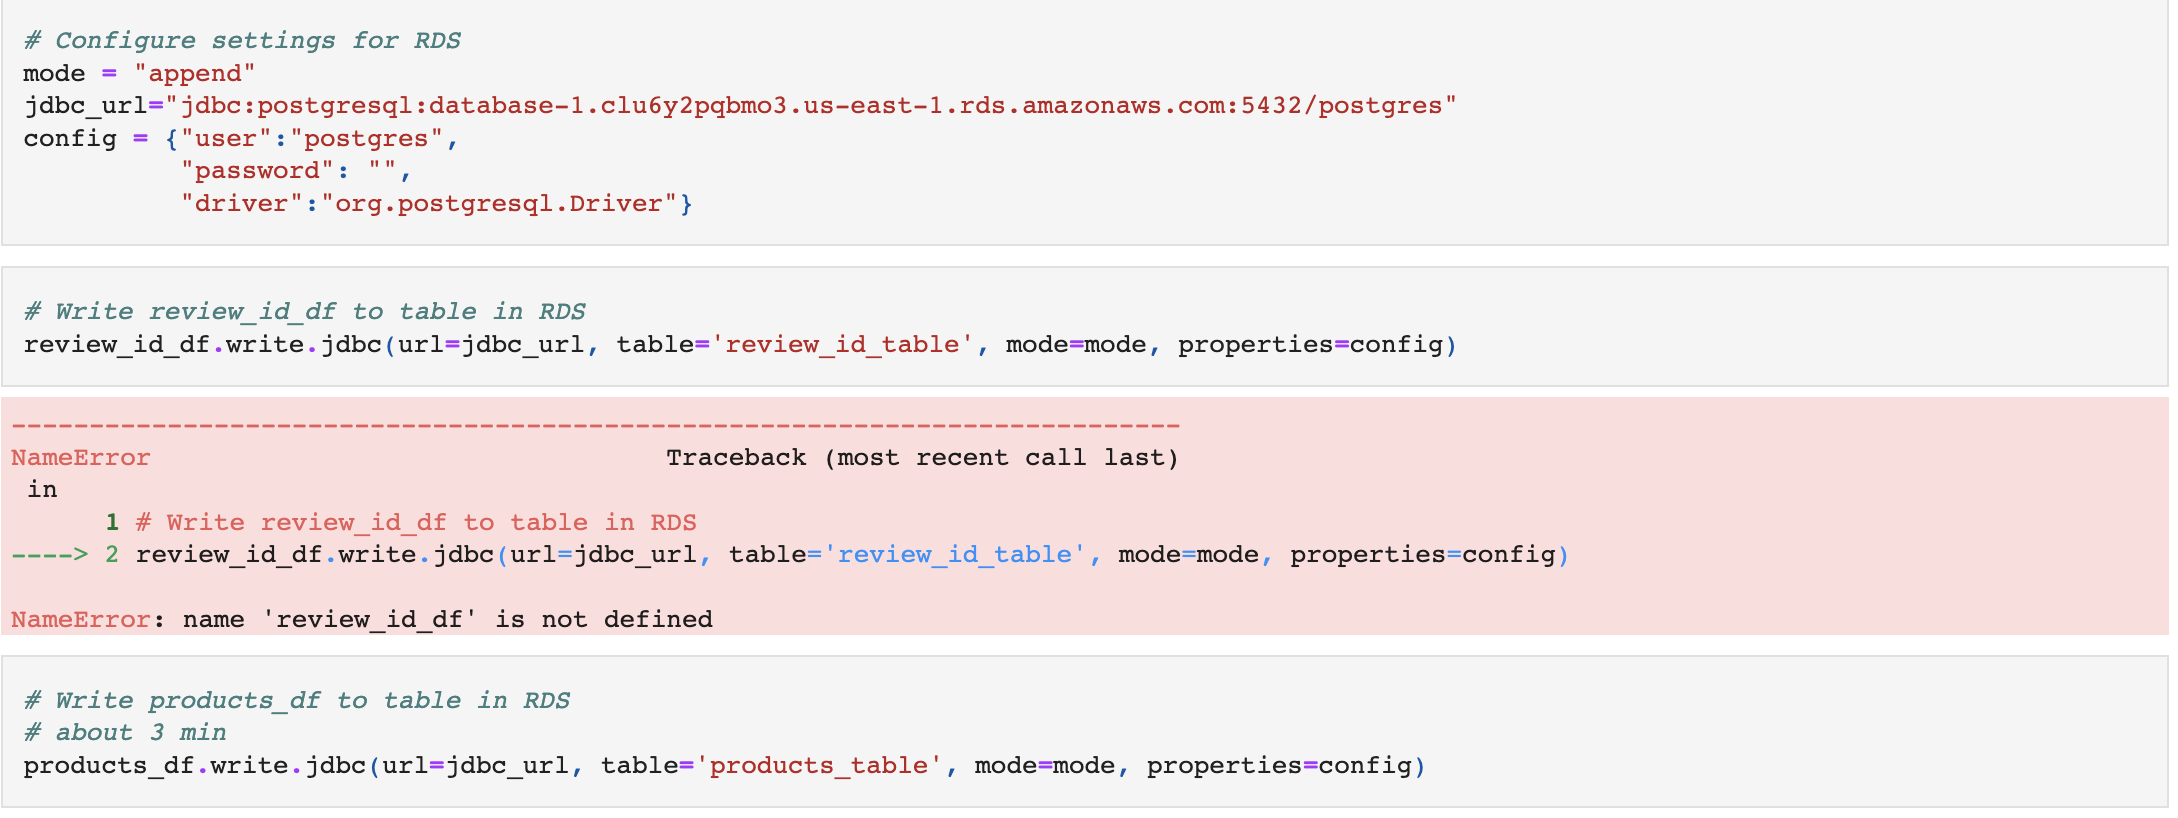 # Configure settings for RDS
mode = "append"
jdbc_url="jdbc:postgresql:database-1.clu6y2pqbmo3.us-east-1.rds.amazonaws.com:5432/postgres"
config = {"user":"postgres",
          "password": "",
          "driver":"org.postgresql.Driver"}
# Write review_id_df to table in RDS
review_id_df.write.jdbc(url=jdbc_url, table='review_id_table', mode=mode, properties=config)
---------------------------------------------------------------------------
NameError                                 Traceback (most recent call last)
 in
      1 # Write review_id_df to table in RDS
----> 2 review_id_df.write.jdbc(url=jdbc_url, table='review_id_table', mode=mode, properties=config)
NameError: name 'review_id_df' is not defined
# Write products_df to table in RDS
# about 3 min
products_df.write.jdbc(url=jdbc_url, table='products_table', mode=mode, properties=config)